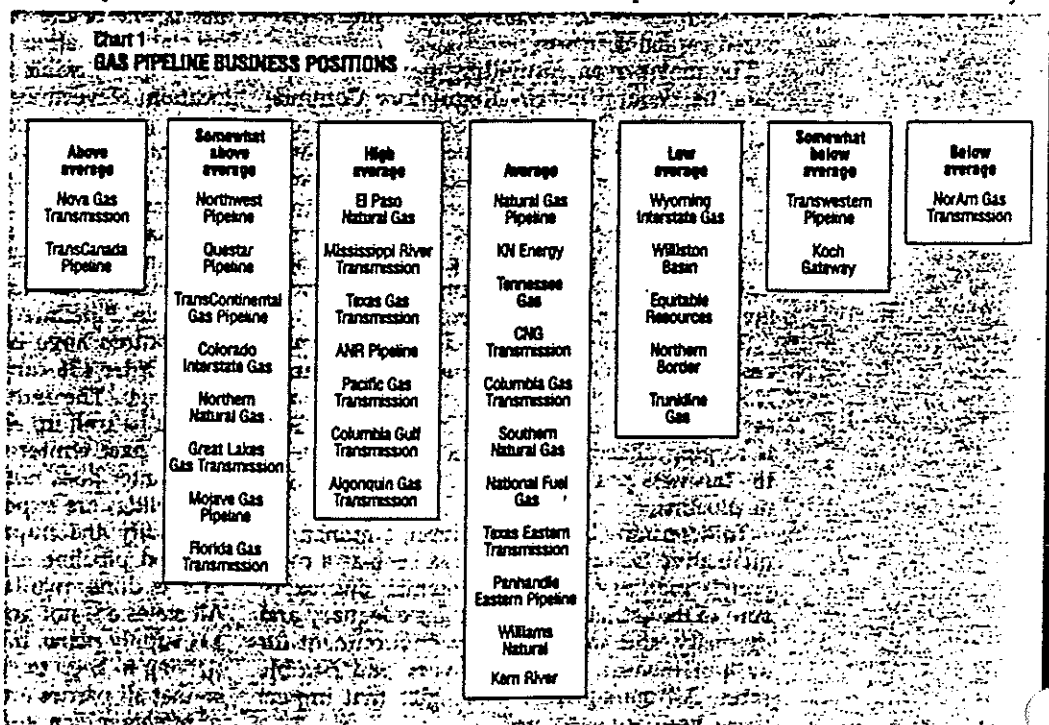 Chart 1
GAS PIPELINE BUSINESS POSITIONS
Above
average
Nova Gas
Transmission
TransCanada
Pipeline
Somewhat
above
average
Northwest
Pipeline
Questar
Pipeline
TransContinental
Gas Pipeline
Colorado
Interstate Gas
Northern
Natural Gas
Great Lakes
Gas Transmission
Mojave Gas
Pipeline
Florida Gas
Transmission
High
average
El Paso
Natural Gas
Mississippi River
Transmission
Texas Gas
Transmission
ANR Pipeline
Pacific Gas
Transmission
Columbia Gulf
Transmission
Algonquin Gas
Transmission
Average
Natural Gas
Pipeline
KN Energy
Tennessee
Gas
CNG
Transmission
Columbia Gas
Transmission
Southern
Natural Gas
National Fuel
Gas
Texas Eastern
Transmission
Panhandle
Eastern Pipeline
Williams
Natural
Kern River
Low
average
Wyoming
Interstate Gas
Williston
Basin
Equitable
Resources
Northern
Border
Trunkline
Gas
Somewhat
below
average
Transwestern
Pipeline
Koch
Gateway
Below
average
NorAm Gas
Transmission